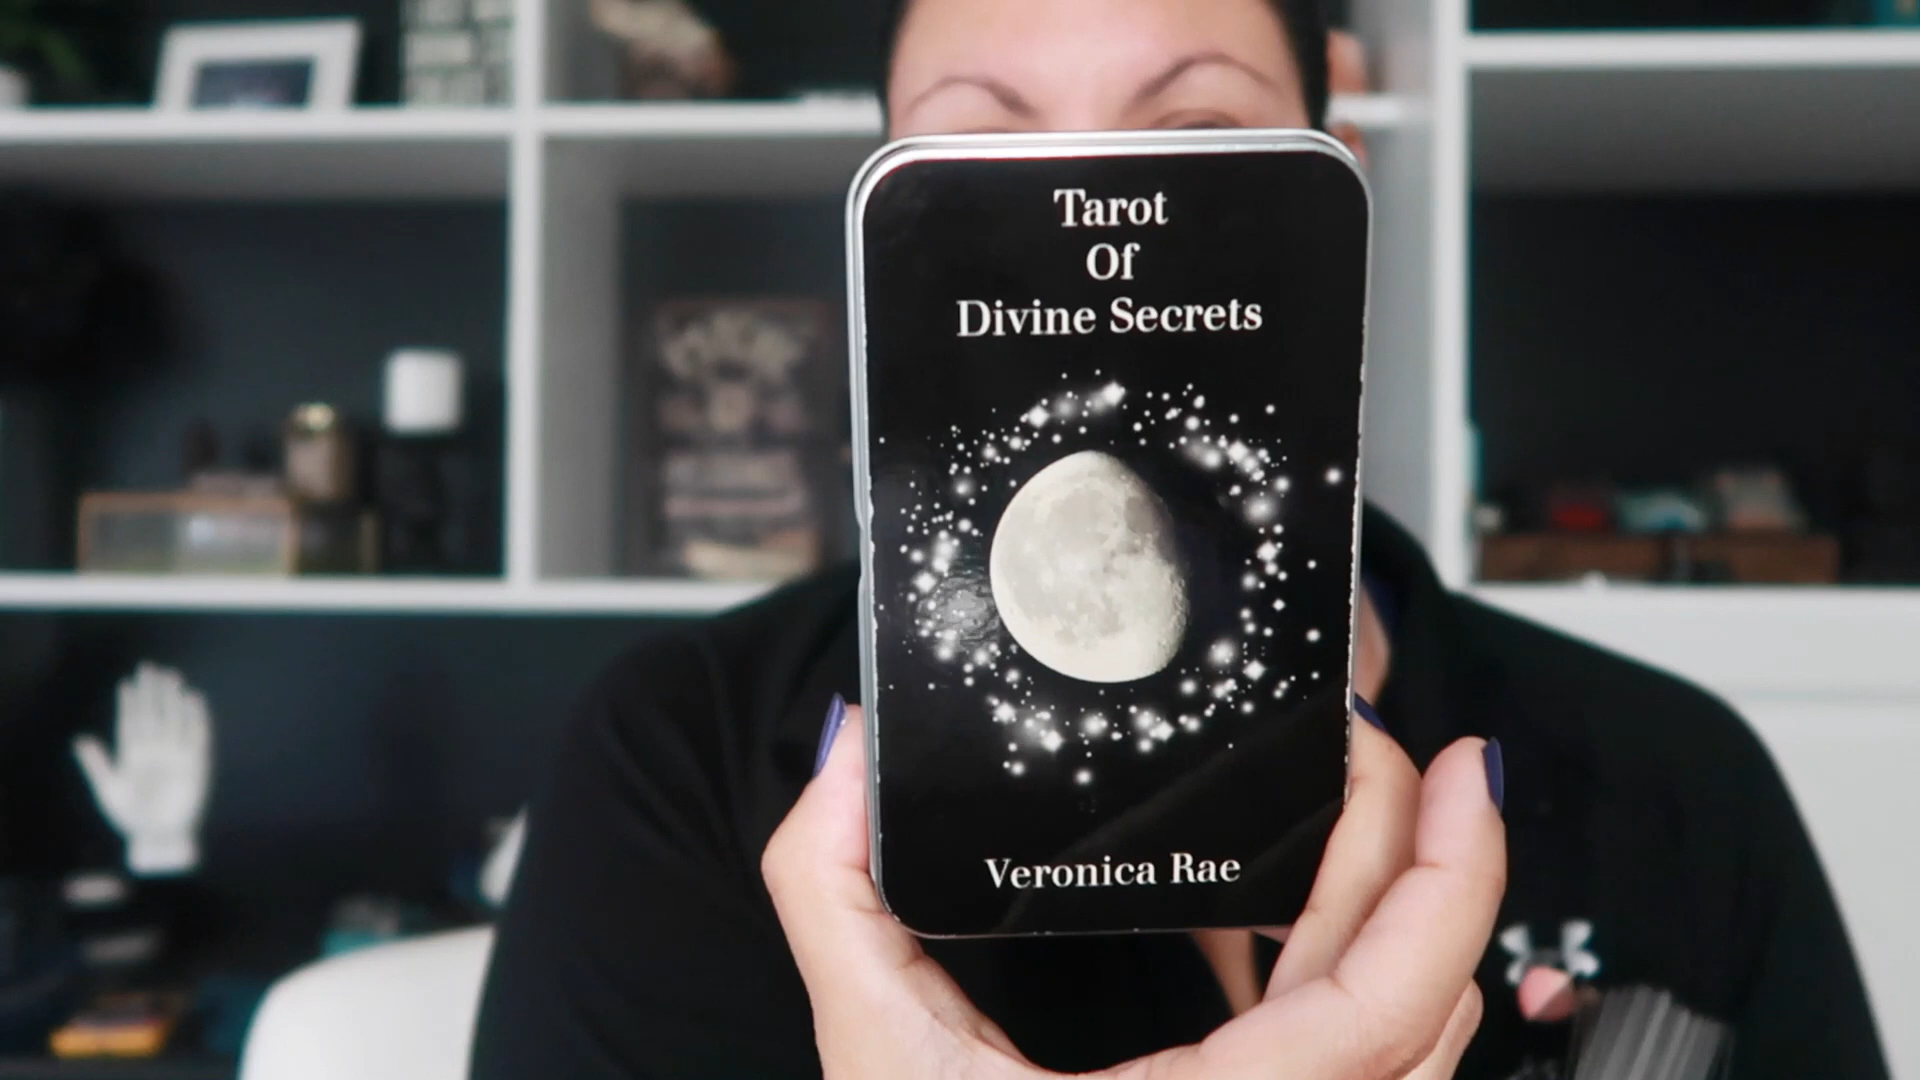 Tarot
Of
Divine Secrets
Veronica Rae